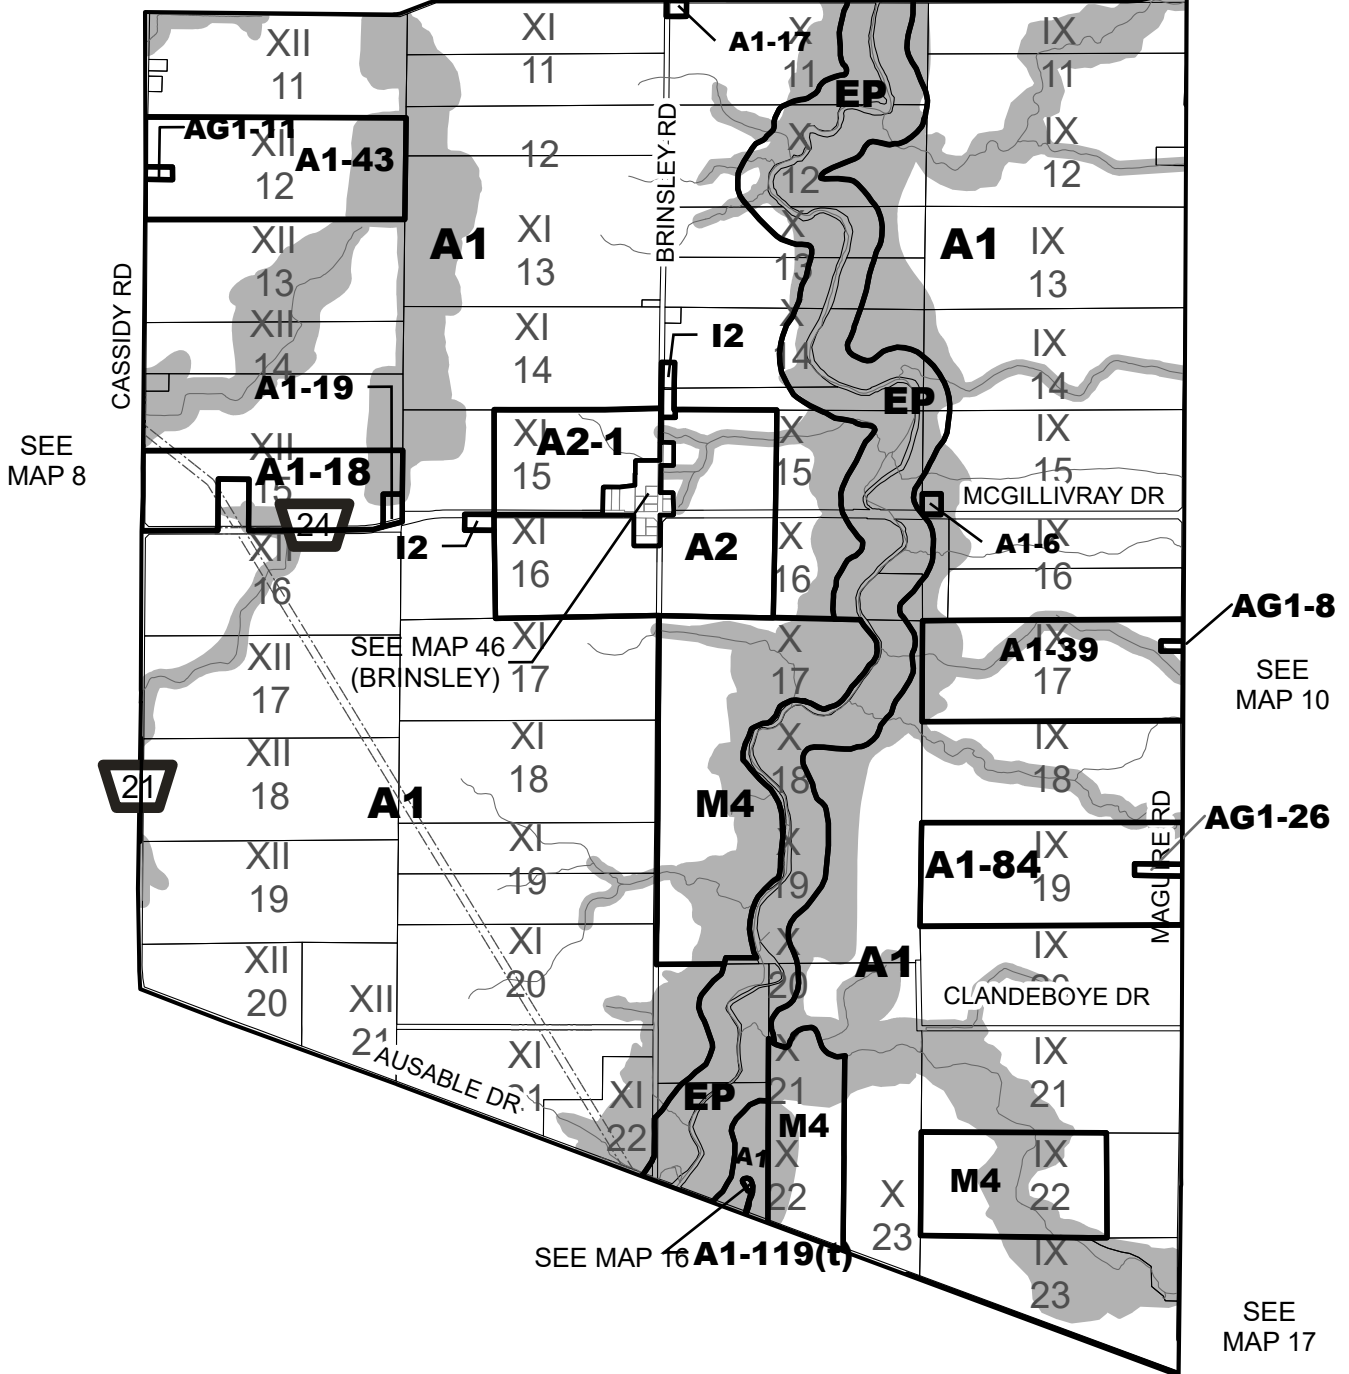 XII
11
XI
11
A1-17
X
11
EP
IX
11
AG1-11
XII
12
A1-43
12
BRINSLEY RD
X
12
IX
12
XII
13
A1
XI
13
X
13
A1
IX
13
CASSIDY RD
XII
14
XI
14
I2
X
14
IX
14
A1-19
EP
SEE
MAP 8
XII
15
A1-18
XI
15
A2-1
X
15
IX
15
MCGILLIVRAY DR
24
I2
XII
16
XI
16
A2
X
16
A1-6
IX
16
AG1-8
SEE MAP 46
(BRINSLEY)
XII
17
XI
17
X
17
A1-39
IX
17
SEE
MAP 10
21
XII
18
A1
XI
18
M4
X
18
IX
18
MAGUIRE RD
AG1-26
XII
19
XI
19
X
19
A1-84
IX
19
XII
20
XI
20
X
20
A1
IX
20
CLANDEBOYE DR
XII
21
AUSABLE DR.
XI
21
EP
X
21
M4
IX
21
XI
22
A1
X
22
M4
IX
22
X
23
SEE MAP 16
A1-119(t)
IX
23
SEE
MAP 17